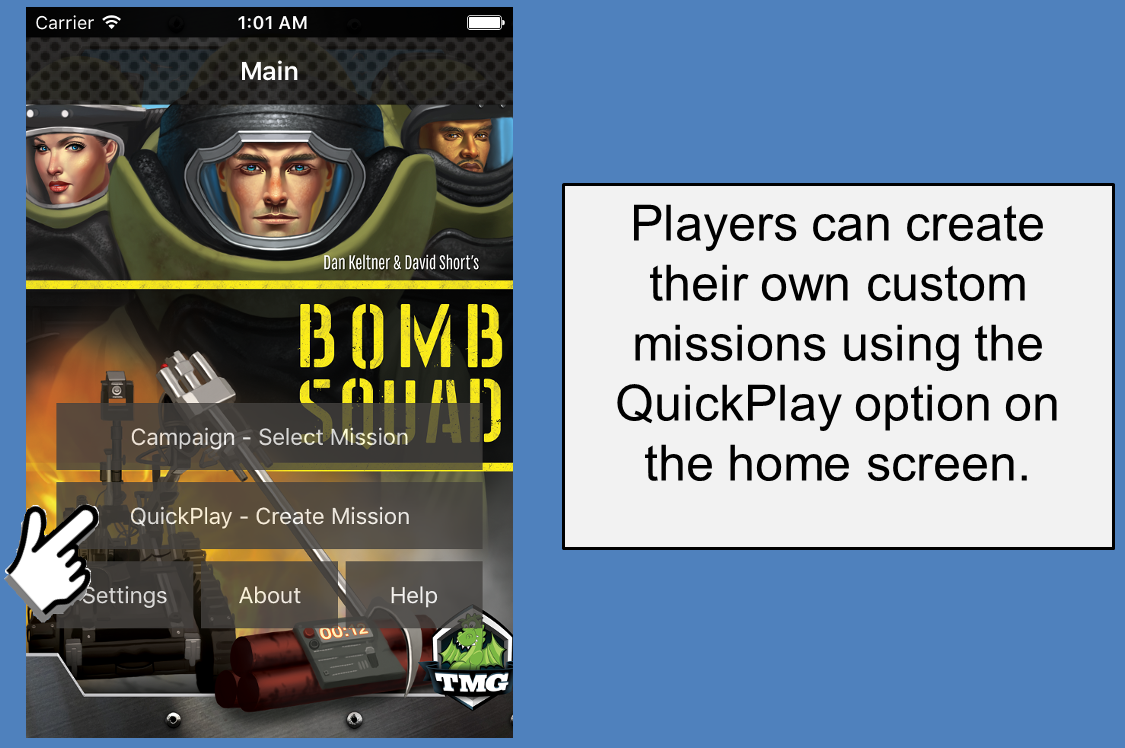 Carrier 1:01 AM
Main
Dan Keltner & David Short's
BOMB
SQUAD
Campaign - Select Mission
QuickPlay - Create Mission
Settings About Help
00:12
TMG
Players can create
their own custom
missions using the
QuickPlay option on
the home screen.